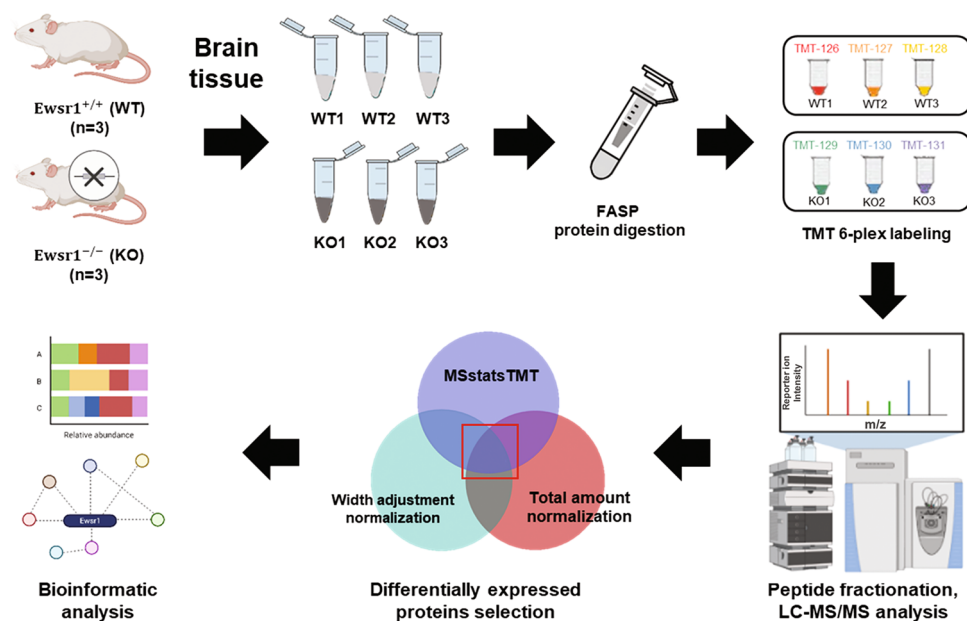 Ewsr1+/+ (WT)
(n=3)
Ewsr1−/− (KO)
(n=3)
Brain
tissue
WT1 WT2 WT3
KO1 KO2 KO3
FASP
protein digestion
TMT-126 TMT-127 TMT-128
WT1 WT2 WT3
TMT-129 TMT-130 TMT-131
KO1 KO2 KO3
TMT 6-plex labeling
Reporter ion
Intensity
m/z
Peptide fractionation,
LC-MS/MS analysis
MSstatsTMT
Width adjustment
normalization
Total amount
normalization
Differentially expressed
proteins selection
A
B
C
Relative abundance
Ewsr1
Bioinformatic
analysis